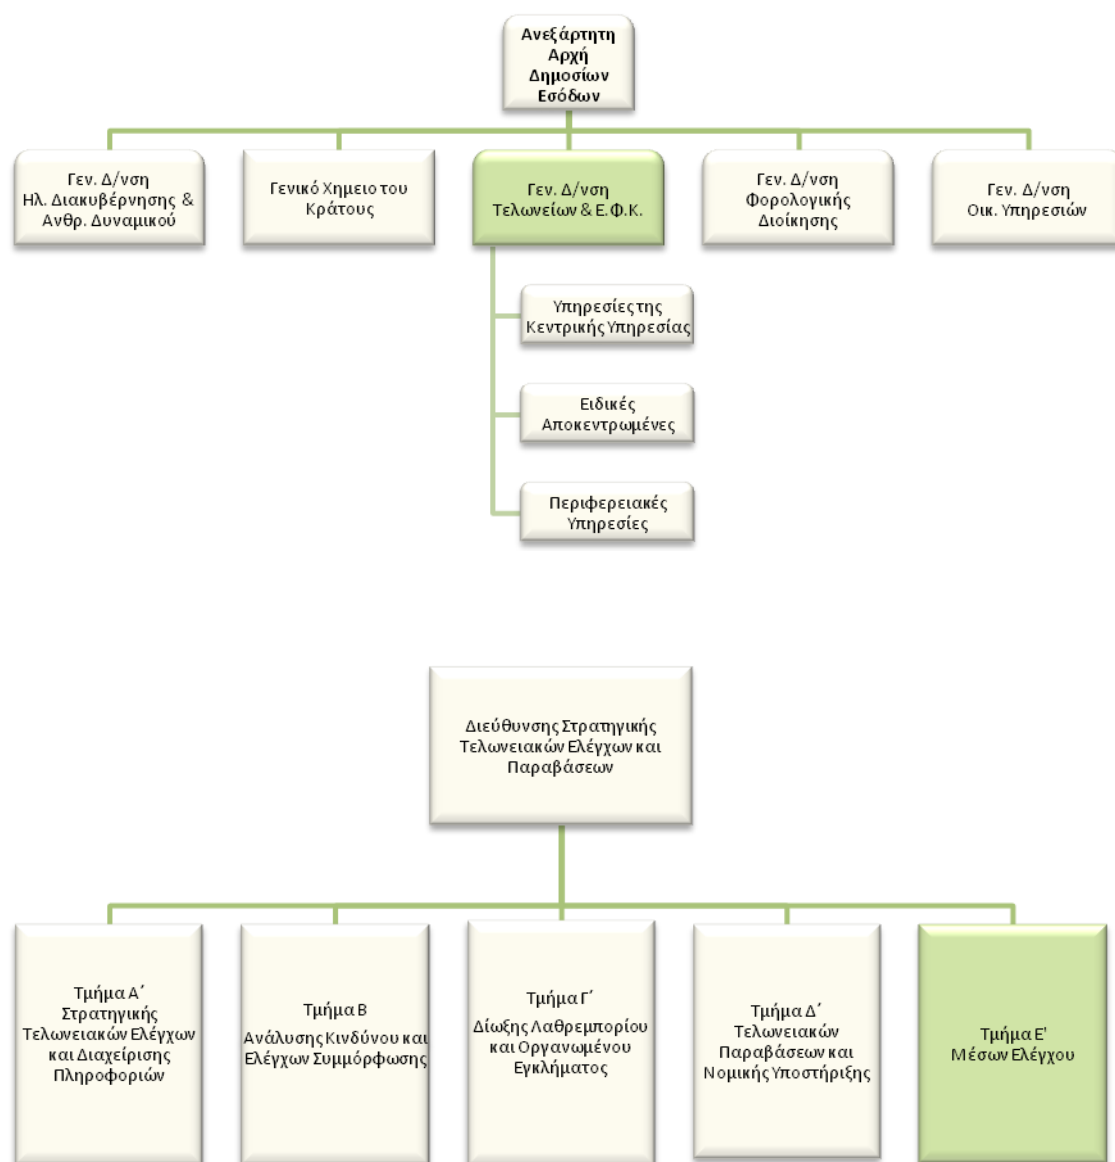 Ανεξάρτητη
Αρχή
Δημοσίων
Εσόδων
Γεν. Δ/νση
Ηλ. Διακυβέρνησης &
Ανθρ. Δυναμικού
Γενικό Χημειο του
Κράτους
Γεν. Δ/νση
Τελωνείων & Ε.Φ.Κ.
Γεν. Δ/νση
Φορολογικής
Διοίκησης
Γεν. Δ/νση
Οικ. Υπηρεσιών
Υπηρεσίες της
Κεντρικής Υπηρεσίας
Ειδικές
Αποκεντρωμένες
Περιφερειακές
Υπηρεσίες
Διεύθυνσης Στρατηγικής
Τελωνειακών Ελέγχων και
Παραβάσεων
Τμήμα Α΄
Στρατηγικής
Τελωνειακών Ελέγχων
και Διαχείρισης
Πληροφοριών
Τμήμα Β
Ανάλυσης Κινδύνου και
Ελέγχων Συμμόρφωσης
Τμήμα Γ΄
Δίωξης Λαθρεμπορίου
και Οργανωμένου
Εγκλήματος
Τμήμα Δ΄
Τελωνειακών
Παραβάσεων και
Νομικής Υποστήριξης
Τμήμα Ε'
Μέσων Ελέγχου